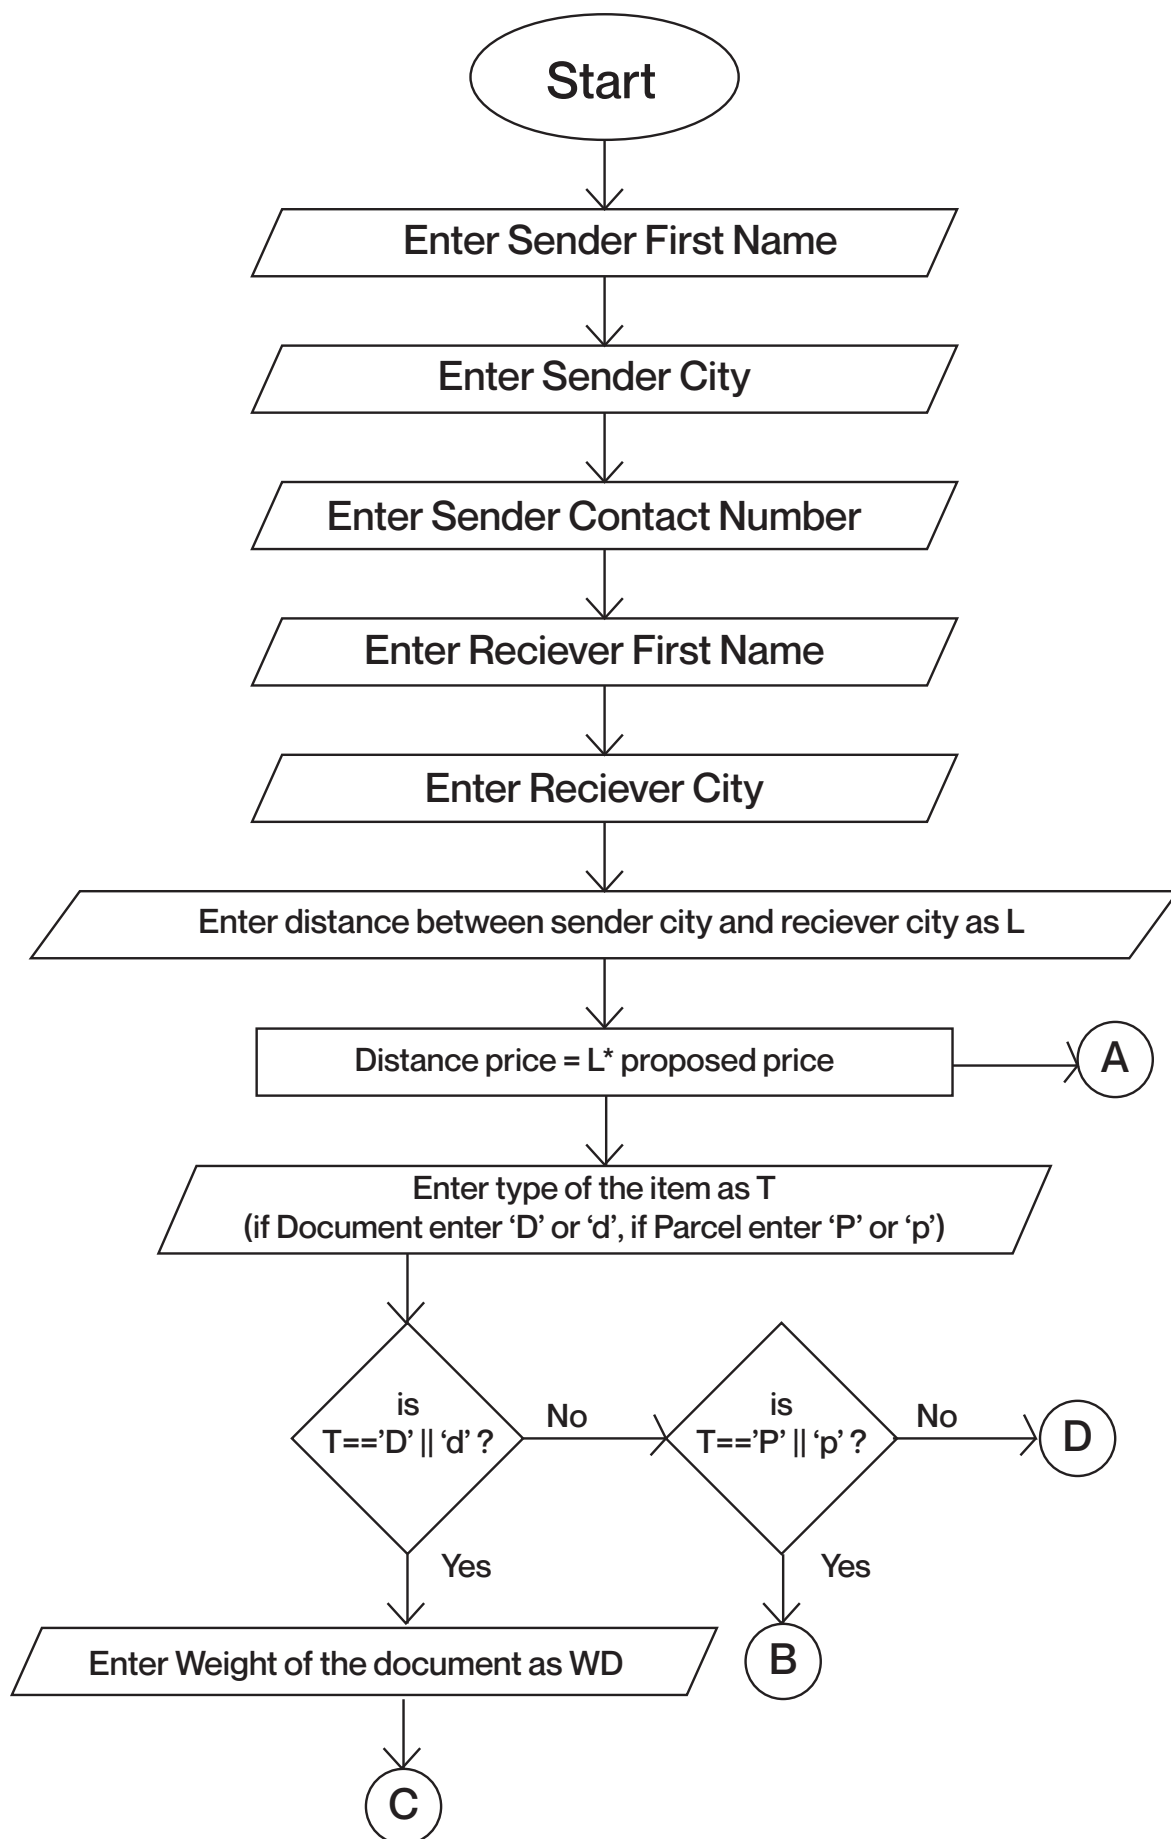 Start
Enter Sender First Name
Enter Sender City
Enter Sender Contact Number
Enter Reciever First Name
Enter Reciever City
Enter distance between sender city and reciever city as L
Distance price = L* proposed price
A
Enter type of the item as T
(if Document enter ‘D’ or ‘d’, if Parcel enter ‘P’ or ‘p’)
is
T==’D’ || ‘d’ ?
No
is
T==’P’ || ‘p’ ?
No
D
Yes
Yes
Enter Weight of the document as WD
B
C